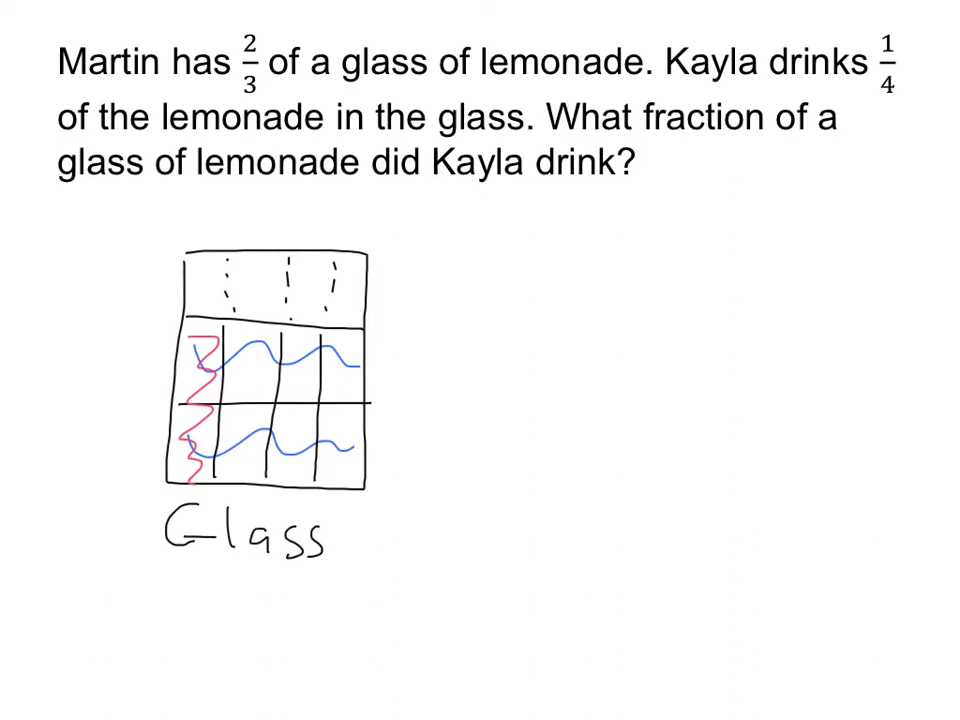 Martin has 2/3 of a glass of lemonade. Kayla drinks 1/4
of the lemonade in the glass. What fraction of a
glass of lemonade did Kayla drink?
Glass